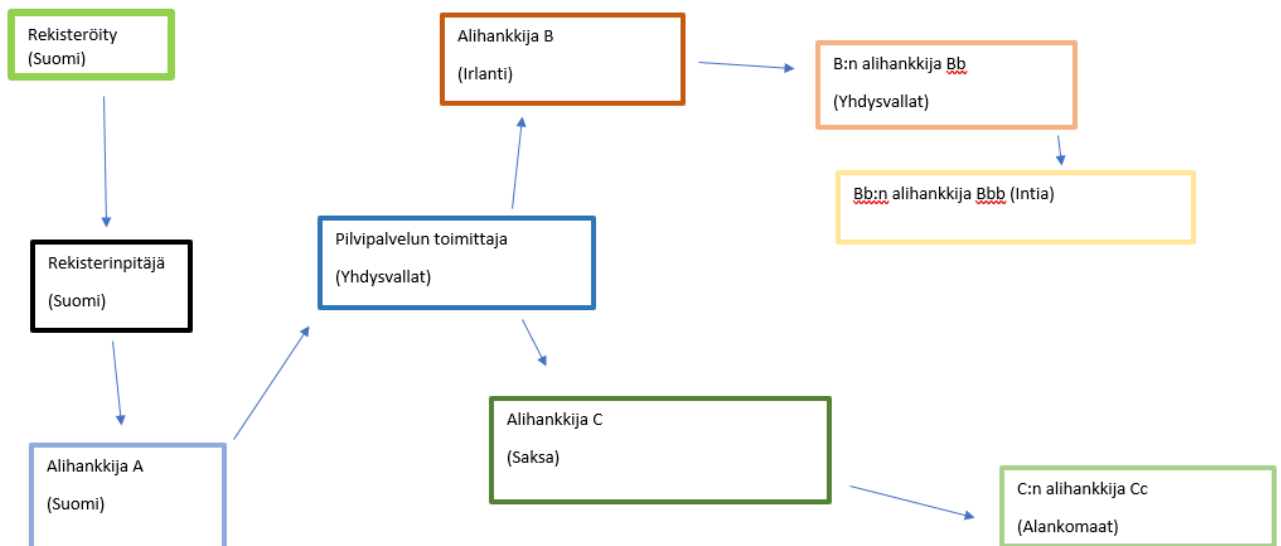 Rekisteröity
(Suomi)
Rekisterinpitäjä
(Suomi)
Alihankkija A
(Suomi)
Pilvipalvelun toimittaja
(Yhdysvallat)
Alihankkija B
(Irlanti)
B:n alihankkija Bb
(Yhdysvallat)
Bb:n alihankkija Bbb (Intia)
Alihankkija C
(Saksa)
C:n alihankkija Cc
(Alankomaat)